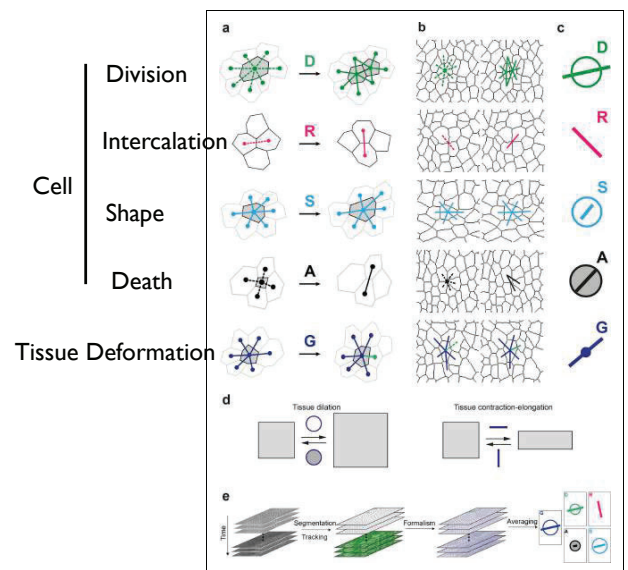 a
b
c
Cell
Division
D
D
Intercalation
R
R
Shape
S
S
Death
A
A
Tissue Deformation
G
G
d
Tissue dilation
Tissue contraction-elongation
e
Time
Segmentation
Tracking
Formalism
Averaging
G
D
R
A
S